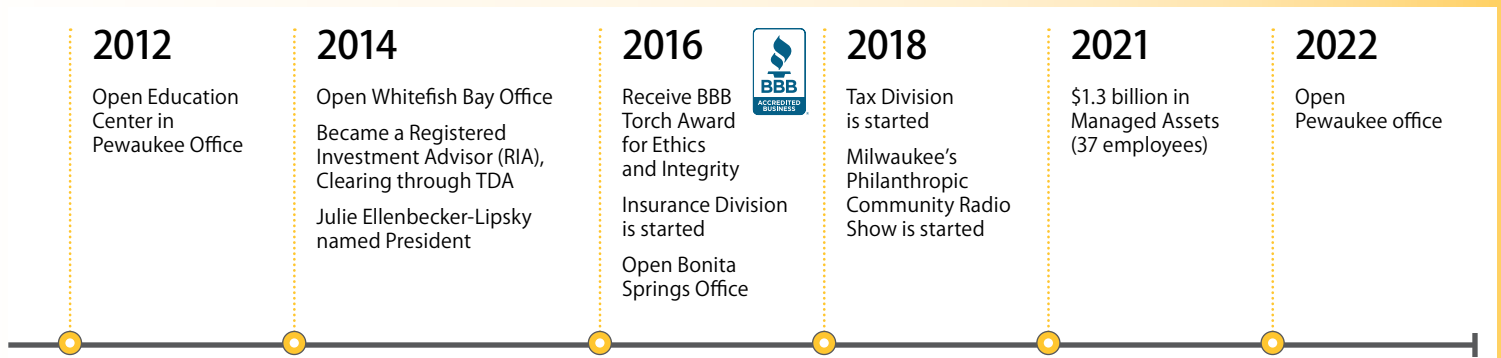 2012
Open Education
Center in
Pewaukee Office
2014
Open Whitefish Bay Office
Became a Registered
Investment Advisor (RIA),
Clearing through TDA
Julie Ellenbecker-Lipsky
named President
2016
BBB
ACCREDITED
BUSINESS
Receive BBB
Torch Award
for Ethics
and Integrity
Insurance Division
is started
Open Bonita
Springs Office
2018
Tax Division
is started
Milwaukee’s
Philanthropic
Community Radio
Show is started
2021
$1.3 billion in
Managed Assets
(37 employees)
2022
Open
Pewaukee office